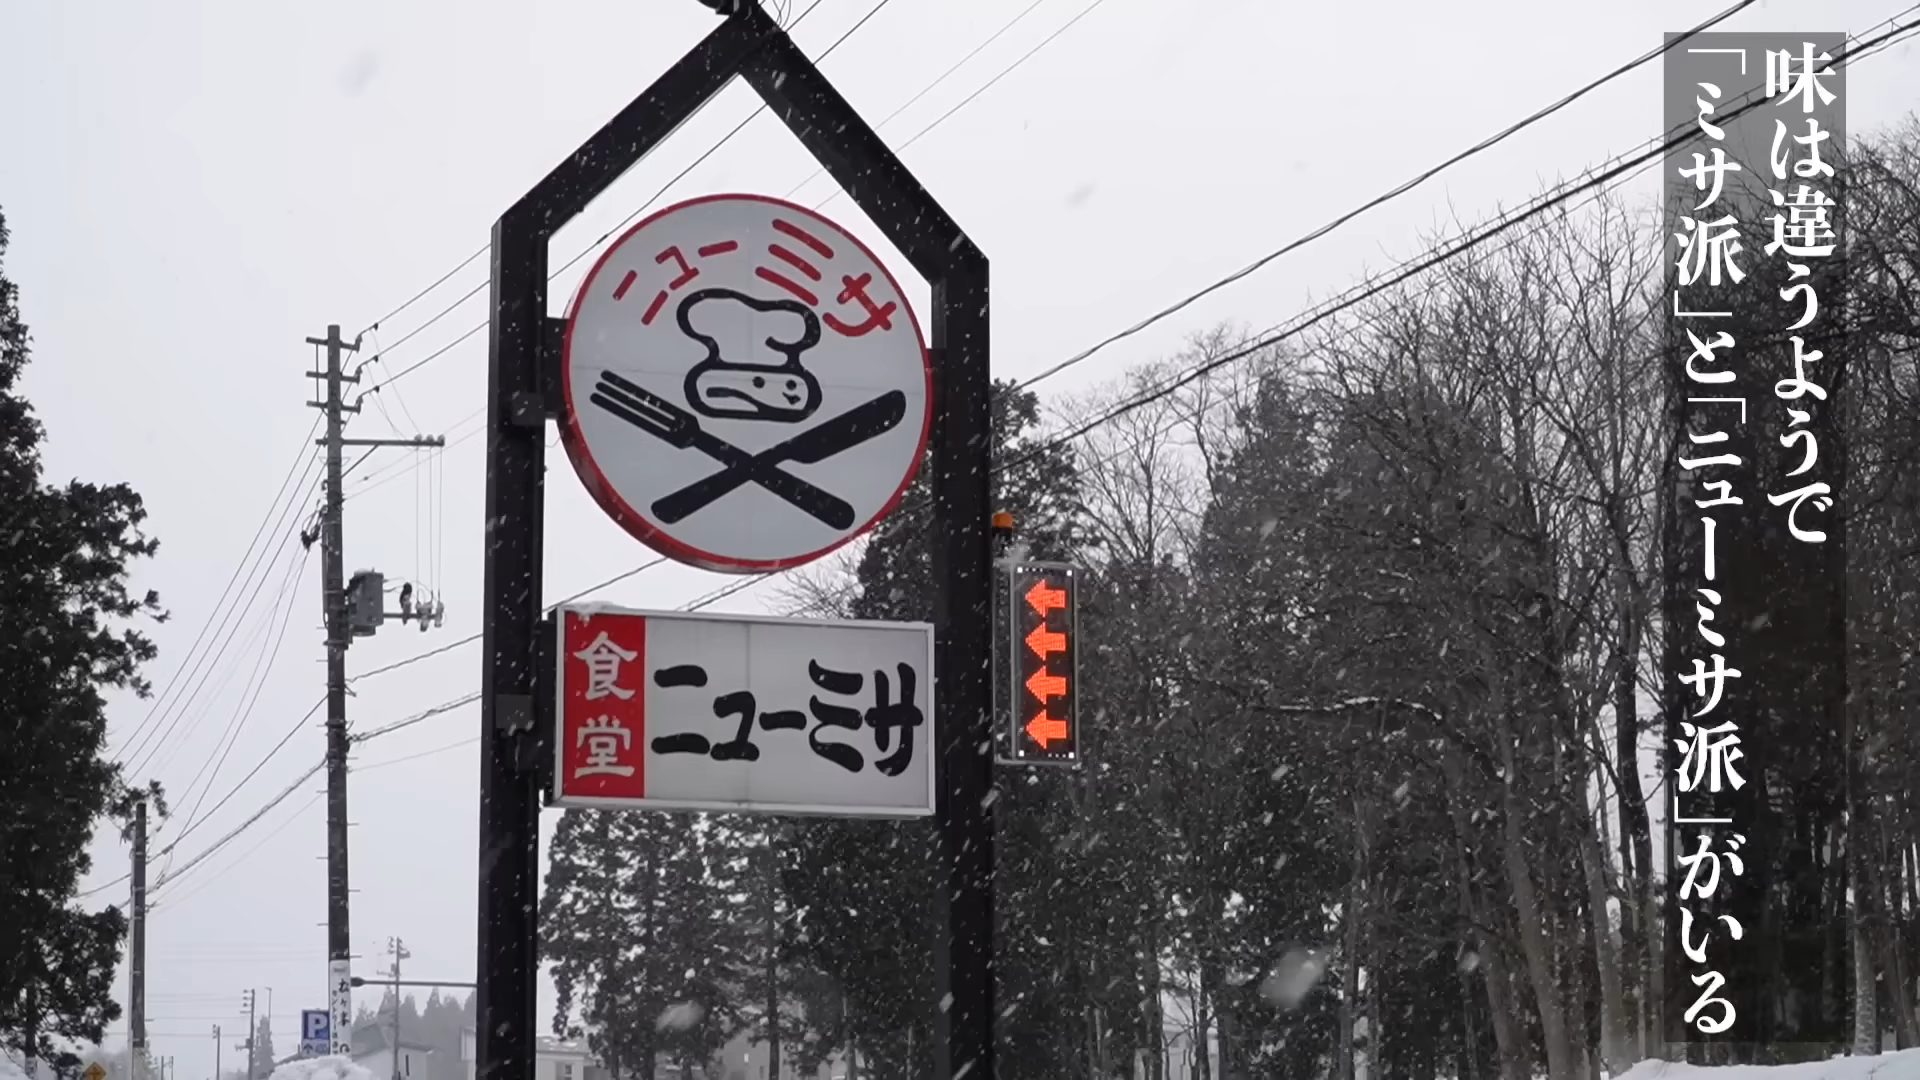 味は違うようで
「ミサ派」と「ニューミサ派」がいる
ニューミサ
食堂
ニューミサ
P